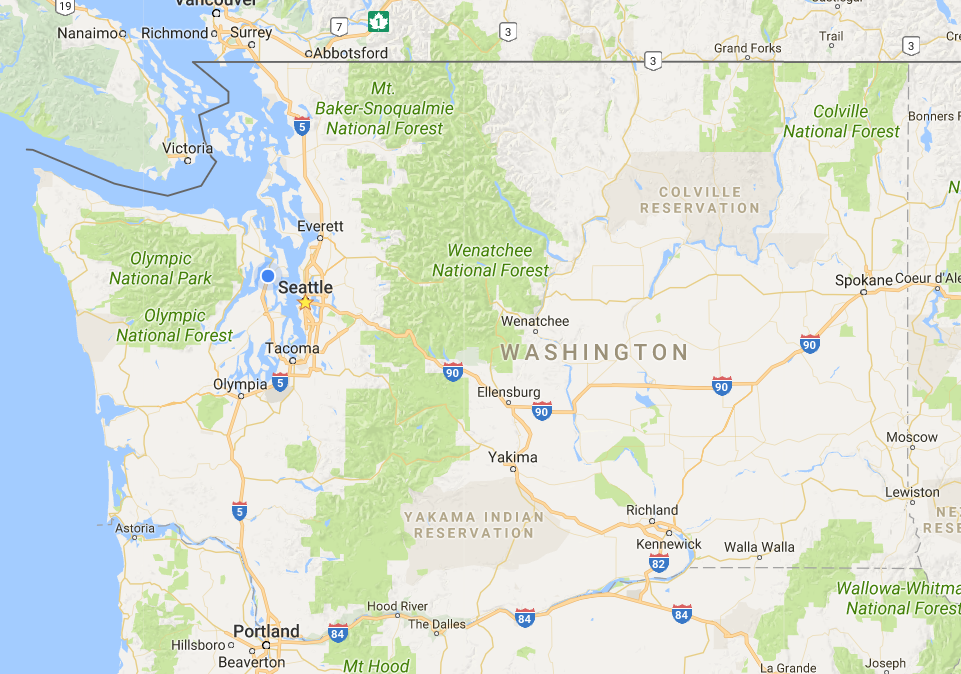 19
Vancouver
Nanaimo
Richmond
Surrey
7
1
3
Abbotsford
Trail
Grand Forks
3
3
Mt.
Baker-Snoqualmie
National Forest
5
Colville
National Forest
Bonners F
Victoria
COLVILLE
RESERVATION
Everett
Olympic
National Park
Wenatchee
National Forest
Seattle
Spokane
Coeur d'Ale
Olympic
National Forest
Wenatchee
WASHINGTON
90
Tacoma
90
Olympia
5
90
Ellensburg
90
Moscow
Yakima
Lewiston
5
YAKAMA INDIAN
RESERVATION
Richland
NEZ
RESE
Astoria
Kennewick
Walla Walla
82
Wallowa-Whitma
National Forest
Hood River
The Dalles
84
84
84
Portland
Hillsboro
Beaverton
Mt Hood
La Grande
Joseph